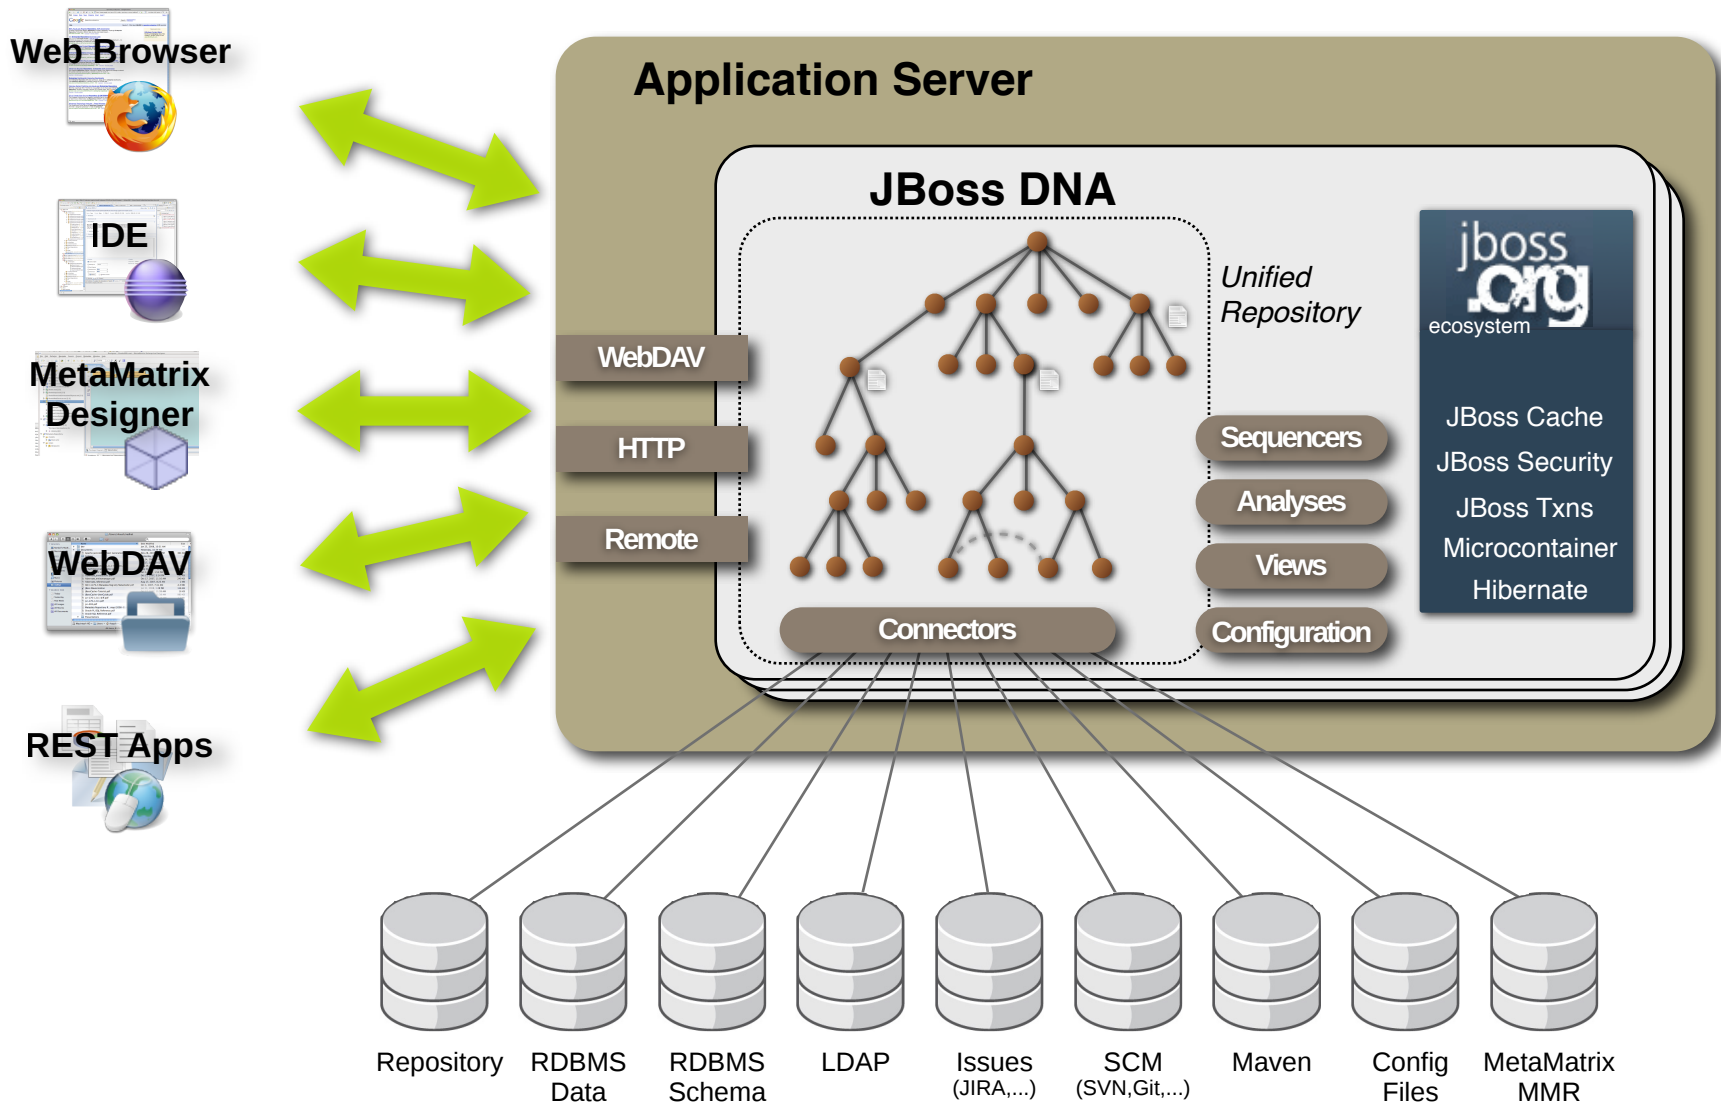 Web Browser
IDE
MetaMatrix
Designer
WebDAV
REST Apps
Application Server
JBoss DNA
Unified
Repository
WebDAV
HTTP
Remote
Sequencers
Analyses
Views
Configuration
Connectors
jboss
.org
ecosystem
JBoss Cache
JBoss Security
JBoss Txns
Microcontainer
Hibernate
Repository
RDBMS
Data
RDBMS
Schema
LDAP
Issues
(JIRA,...)
SCM
(SVN,Git,...)
Maven
Config
Files
MetaMatrix
MMR